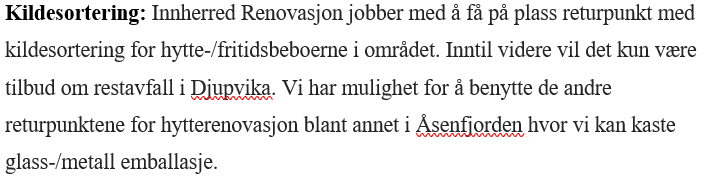 Kildesortering: Innherred Renovasjon jobber med å få på plass returpunkt med
kildesortering for hytte-/fritidsbeboerne i området. Inntil videre vil det kun være
tilbud om restavfall i Djupvika. Vi har mulighet for å benytte de andre
returpunktene for hytterenovasjon blant annet i Åsenfjorden hvor vi kan kaste
glass-/metall emballasje.